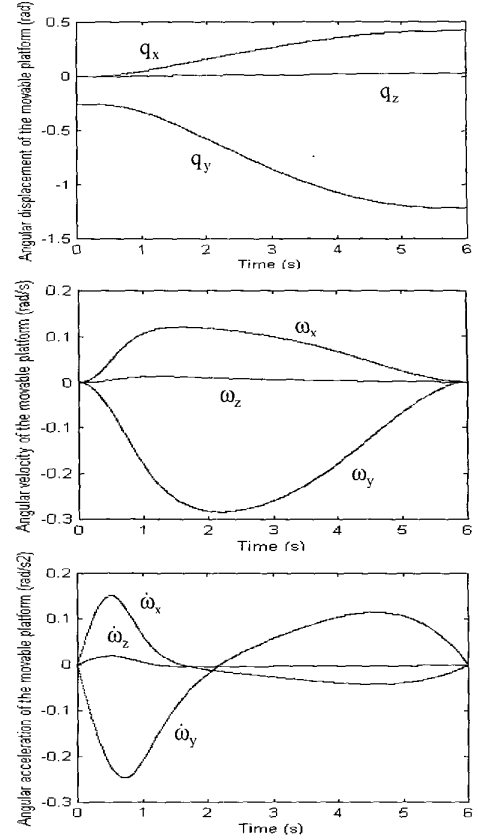 Angular displacement of the movable platform (rad)
0.5
0
-0.5
-1
-1.5
q_x
q_z
q_y
0 1 2 3 4 5 6
Time (s)
Angular velocity of the movable platform (rad/s)
0.2
0.1
0
-0.1
-0.2
-0.3
ω_x
ω_z
ω_y
0 1 2 3 4 5 6
Time (s)
Angular acceleration of the movable platform (rad/s2)
0.2
0.1
0
-0.1
-0.2
-0.3
ω̇_x
ω̇_z
ω̇_y
0 1 2 3 4 5 6
Time (s)